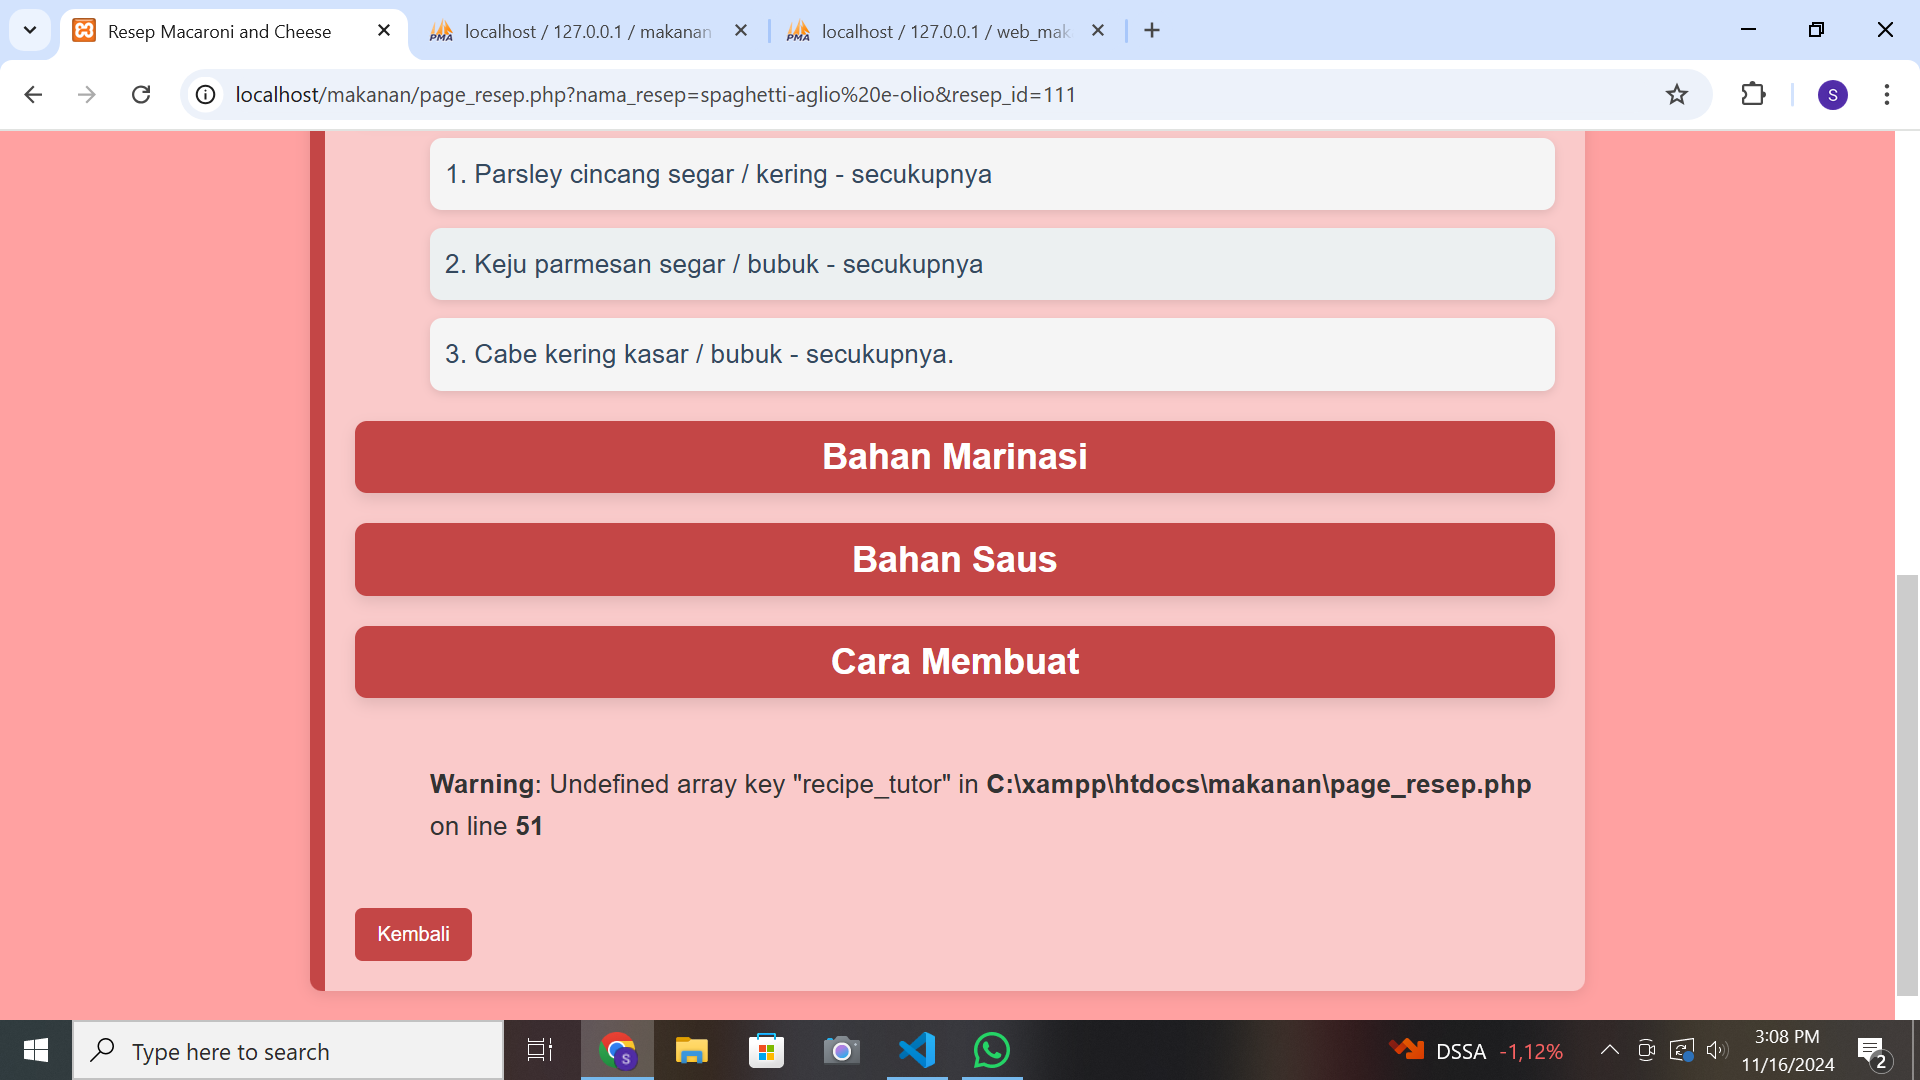 Resep Macaroni and Cheese
localhost / 127.0.0.1 / makanan
localhost / 127.0.0.1 / web_mak
localhost/makanan/page_resep.php?nama_resep=spaghetti-aglio%20e-olio&resep_id=111
S
1. Parsley cincang segar / kering - secukupnya
2. Keju parmesan segar / bubuk - secukupnya
3. Cabe kering kasar / bubuk - secukupnya.
Bahan Marinasi
Bahan Saus
Cara Membuat
Warning: Undefined array key "recipe_tutor" in C:\xampp\htdocs\makanan\page_resep.php
on line 51
Kembali
Type here to search
S
DSSA -1,12%
3:08 PM
11/16/2024
2